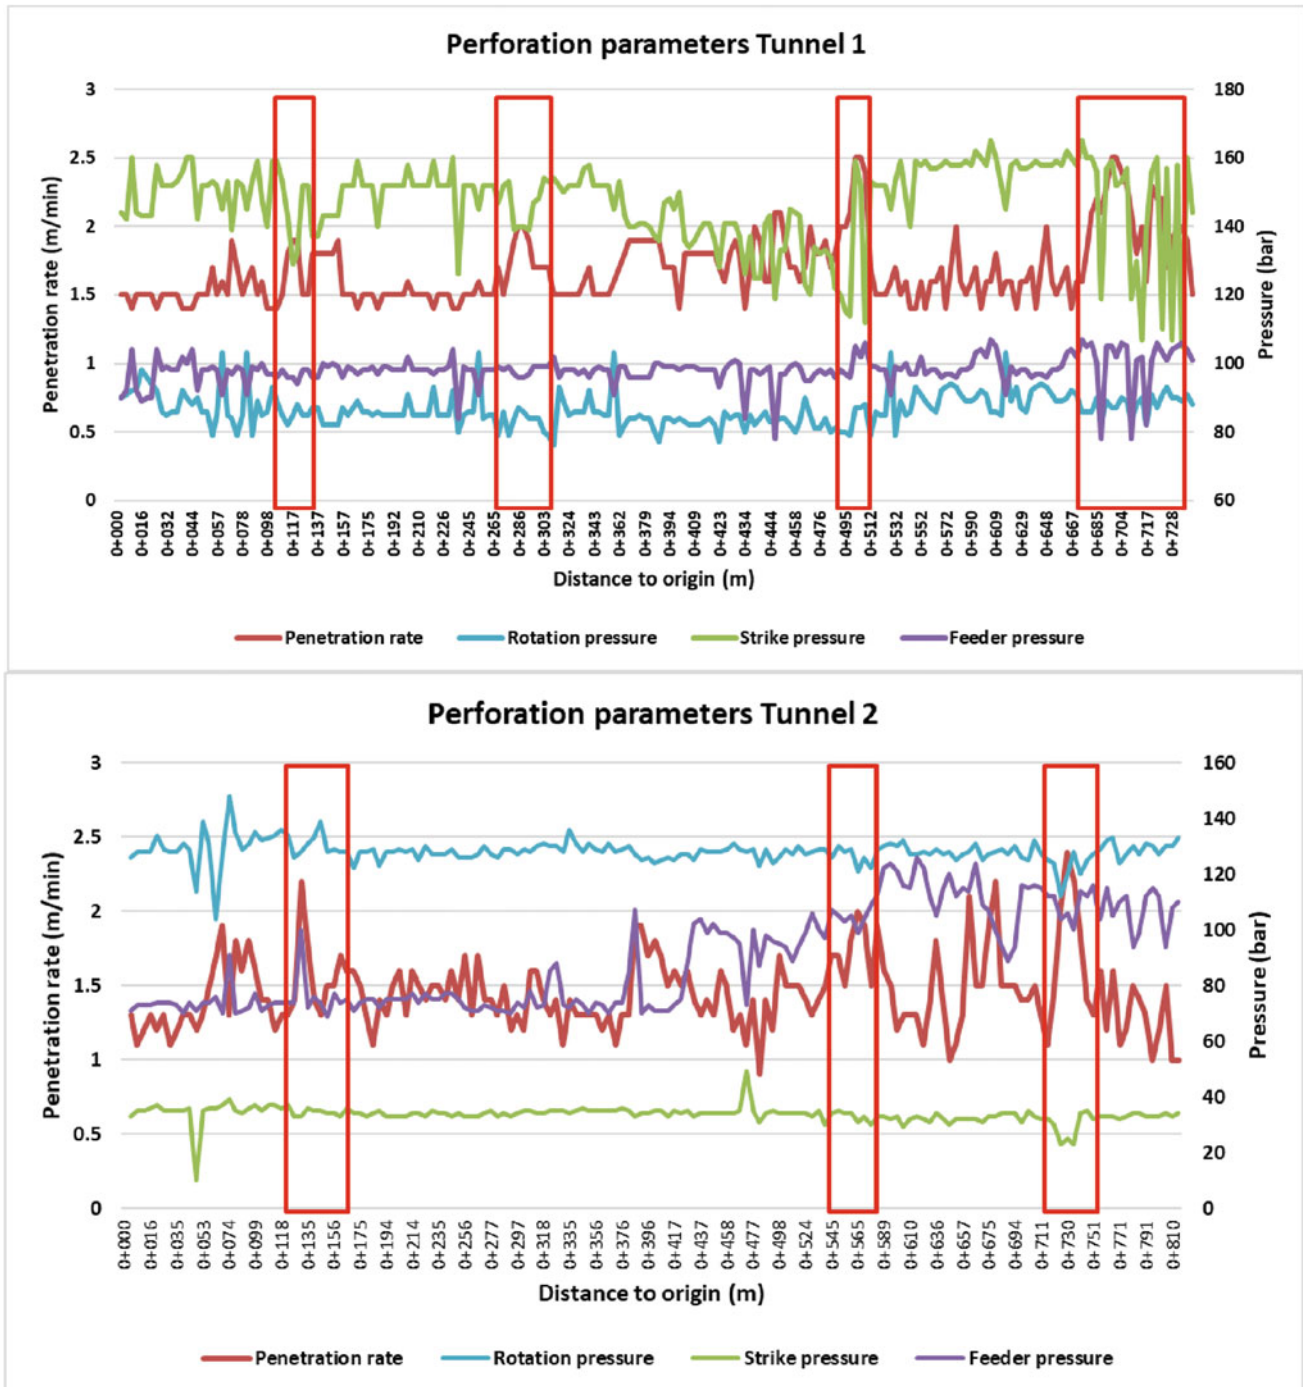 Perforation parameters Tunnel 1
Penetration rate (m/min)
3
2.5
2
1.5
1
0.5
0
180
160
140
120
100
80
60
Pressure (bar)
0+000 0+016 0+032 0+044 0+057 0+078 0+098 0+117 0+137 0+157 0+175 0+192 0+210 0+226 0+245 0+265 0+286 0+303 0+324 0+343 0+362 0+379 0+394 0+409 0+423 0+434 0+444 0+458 0+476 0+495 0+512 0+532 0+552 0+572 0+590 0+609 0+629 0+648 0+667 0+685 0+704 0+717 0+728
Distance to origin (m)
Penetration rate Rotation pressure Strike pressure Feeder pressure
Perforation parameters Tunnel 2
Penetration rate (m/min)
3
2.5
2
1.5
1
0.5
0
160
140
120
100
80
60
40
20
0
Pressure (bar)
0+000 0+016 0+035 0+053 0+074 0+099 0+118 0+135 0+156 0+175 0+194 0+214 0+235 0+256 0+277 0+297 0+318 0+335 0+356 0+376 0+396 0+417 0+437 0+458 0+477 0+504 0+524 0+545 0+565 0+589 0+610 0+636 0+657 0+675 0+694 0+711 0+730 0+751 0+771 0+791 0+810
Distance to origin (m)
Penetration rate Rotation pressure Strike pressure Feeder pressure